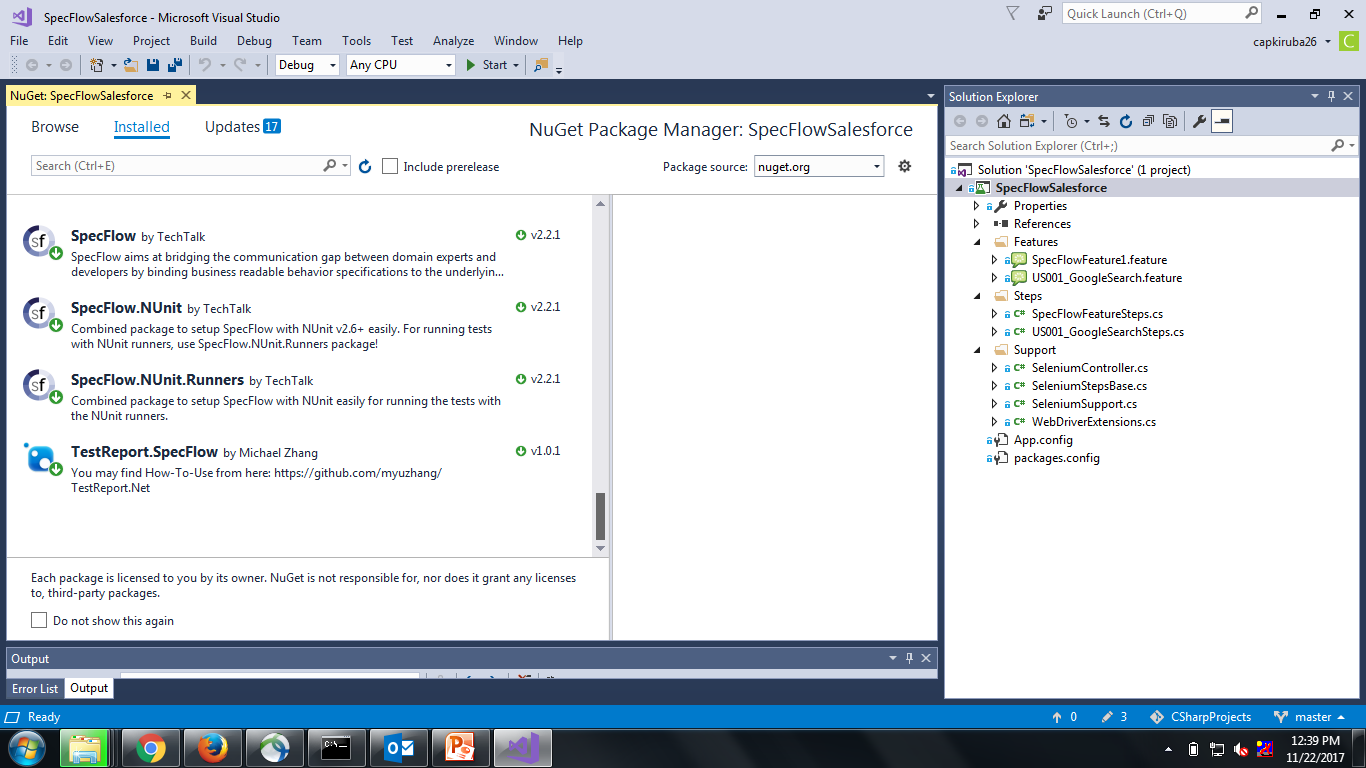 SpecFlowSalesforce - Microsoft Visual Studio
Quick Launch (Ctrl+Q)
File Edit View Project Build Debug Team Tools Test Analyze Window Help
capkiruba26
C
Debug Any CPU Start
NuGet: SpecFlowSalesforce
Browse Installed Updates 17
NuGet Package Manager: SpecFlowSalesforce
Search (Ctrl+E)
Include prerelease
Package source: nuget.org
sf
SpecFlow by TechTalk
v2.2.1
SpecFlow aims at bridging the communication gap between domain experts and
developers by binding business readable behavior specifications to the underlyin...
sf
SpecFlow.NUnit by TechTalk
v2.2.1
Combined package to setup SpecFlow with NUnit v2.6+ easily. For running tests
with NUnit runners, use SpecFlow.NUnit.Runners package!
sf
SpecFlow.NUnit.Runners by TechTalk
v2.2.1
Combined package to setup SpecFlow with NUnit easily for running the tests with
the NUnit runners.
TestReport.SpecFlow by Michael Zhang
v1.0.1
You may find How-To-Use from here: https://github.com/myuzhang/
TestReport.Net
Each package is licensed to you by its owner. NuGet is not responsible for, nor does it grant any licenses
to, third-party packages.
Do not show this again
Output
Error List Output
Solution Explorer
Search Solution Explorer (Ctrl+;)
Solution 'SpecFlowSalesforce' (1 project)
SpecFlowSalesforce
Properties
References
Features
SpecFlowFeature1.feature
US001_GoogleSearch.feature
Steps
C# SpecFlowFeatureSteps.cs
C# US001_GoogleSearchSteps.cs
Support
C# SeleniumController.cs
C# SeleniumStepsBase.cs
C# SeleniumSupport.cs
C# WebDriverExtensions.cs
App.config
packages.config
Ready
0 3 CSharpProjects master
12:39 PM
11/22/2017